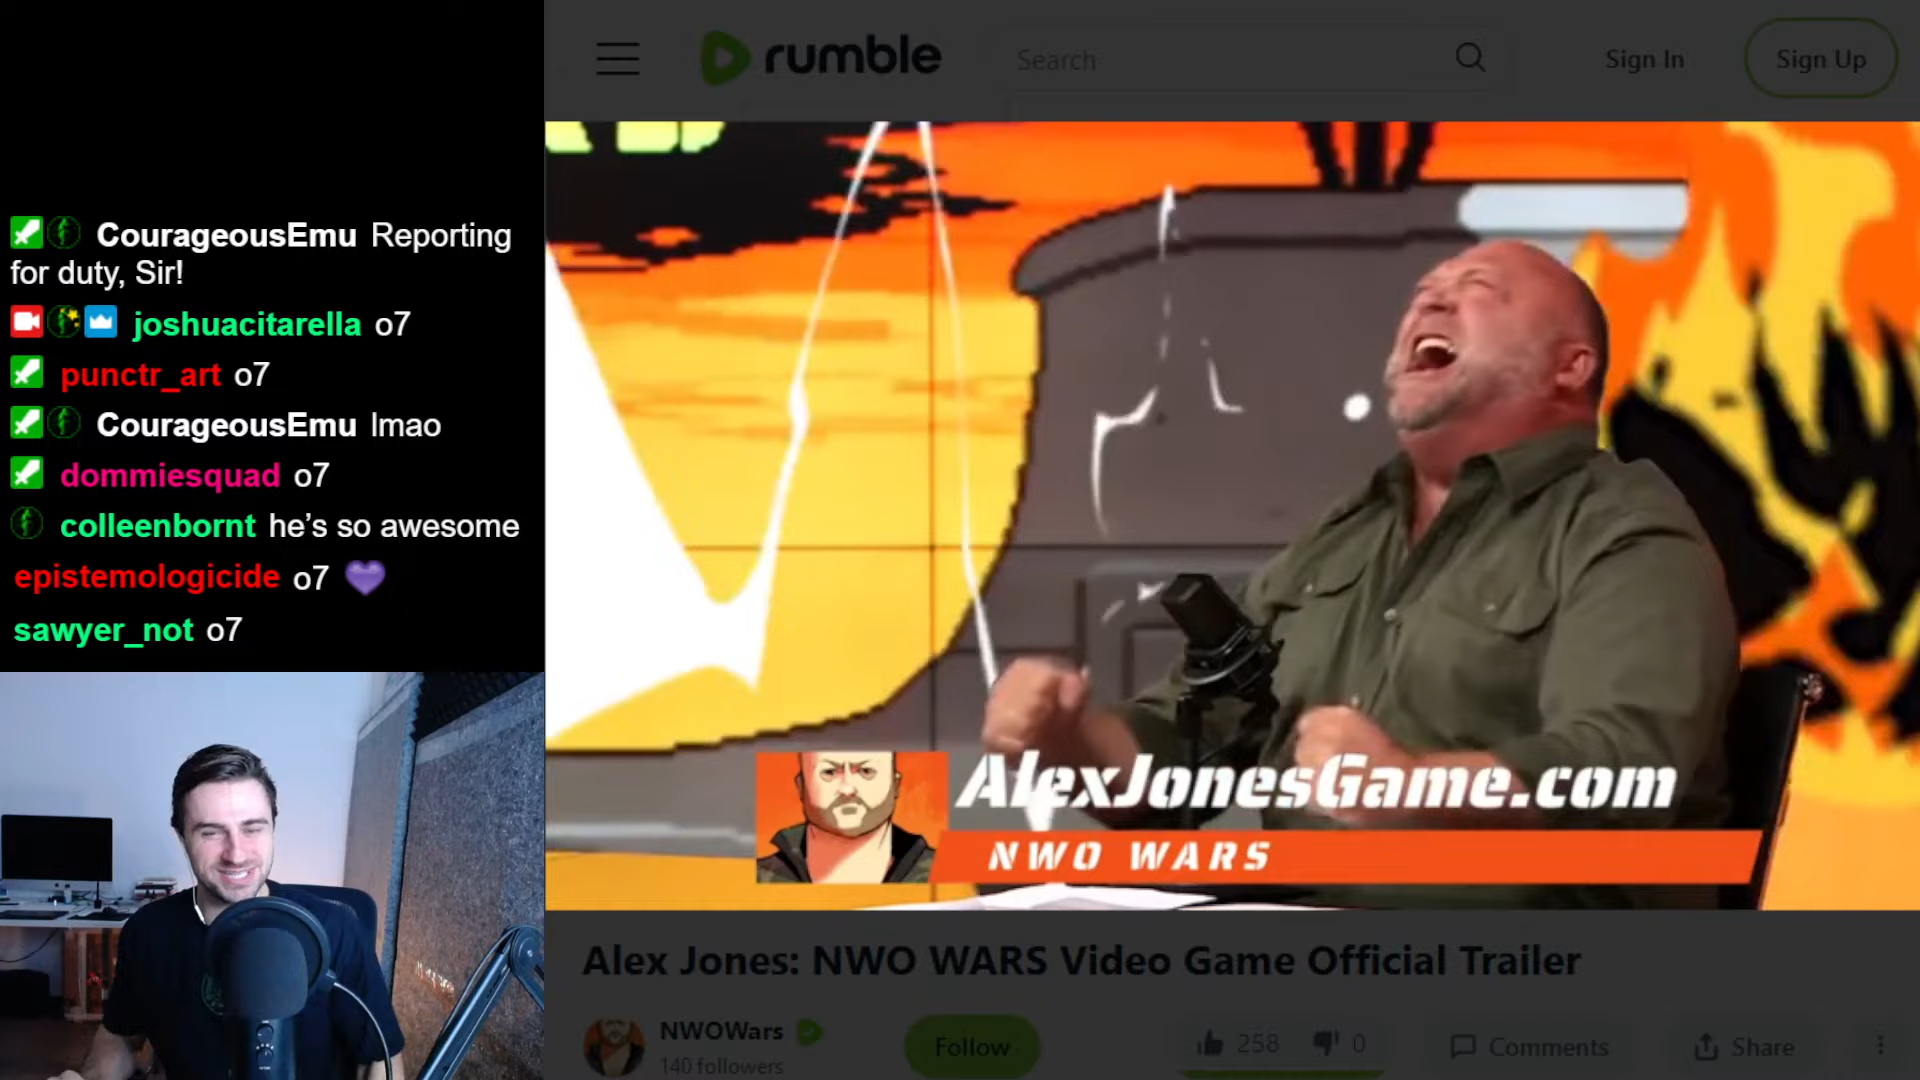 CourageousEmu Reporting
for duty, Sir!
joshuacitarella o7
punctr_art o7
CourageousEmu lmao
dommiesquad o7
colleenbornt he's so awesome
epistemologicide o7
sawyer_not o7
rumble
Search
Sign In
Sign Up
AlexJonesGame.com
NWO WARS
Alex Jones: NWO WARS Video Game Official Trailer
NWOWars
140 followers
Follow
258
0
Comments
Share